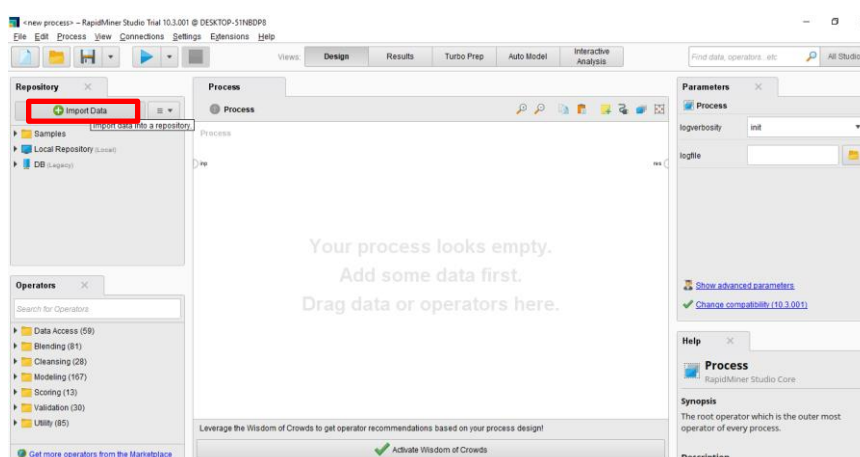 <new process> – RapidMiner Studio Trial 10.3.001 @ DESKTOP-51NBDP8
File Edit Process View Connections Settings Extensions Help
Views: Design Results Turbo Prep Auto Model Interactive Analysis
Find data, operators...etc
All Studio
Repository
Import Data
Import data into a repository.
Samples
Local Repository (Local)
DB (Legacy)
Operators
Search for Operators
Data Access (59)
Blending (81)
Cleansing (28)
Modeling (167)
Scoring (13)
Validation (30)
Utility (85)
Get more operators from the Marketplace
Process
Process
Process
inp
res
Your process looks empty.
Add some data first.
Drag data or operators here.
Leverage the Wisdom of Crowds to get operator recommendations based on your process design!
Activate Wisdom of Crowds
Parameters
Process
logverbosity init
logfile
Show advanced parameters
Change compatibility (10.3.001)
Help
Process
RapidMiner Studio Core
Synopsis
The root operator which is the outer most
operator of every process.
Description